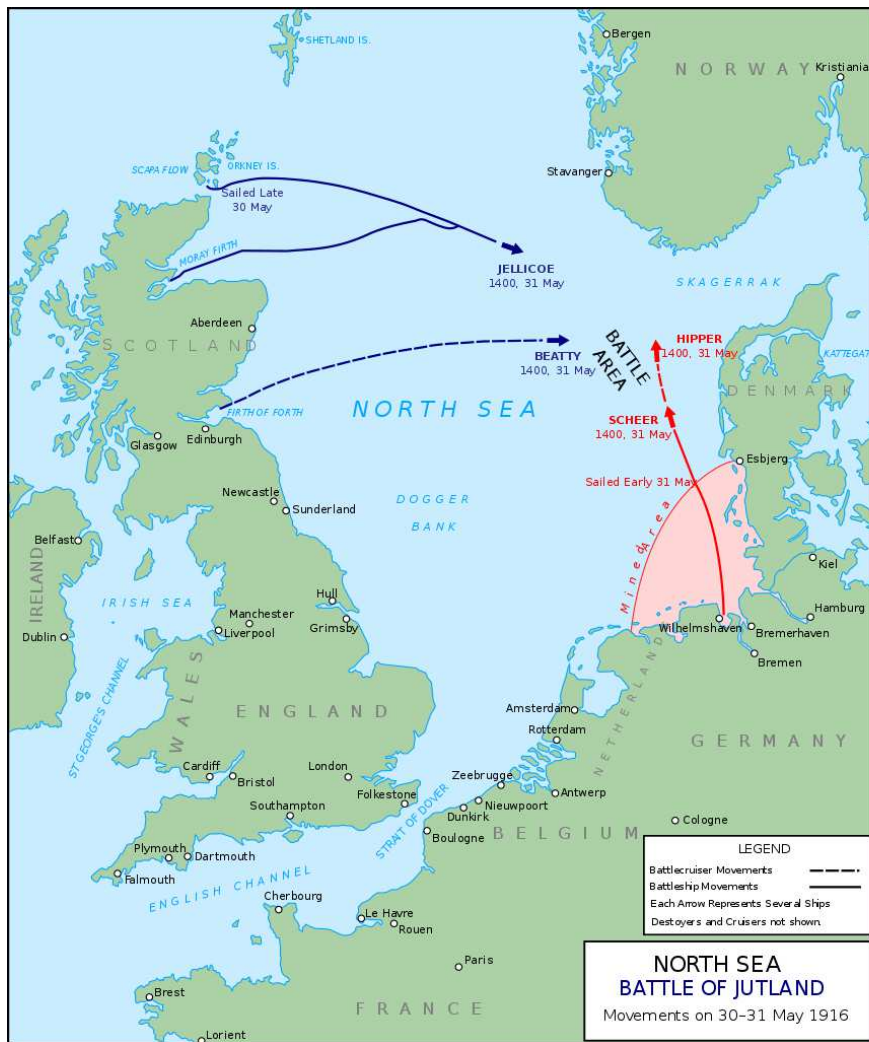 SHETLAND IS.
Bergen
NORWAY
Kristiania
SCAPA FLOW
ORKNEY IS.
Stavanger
Sailed Late
30 May
MORAY FIRTH
JELLICOE
1400, 31 May
SKAGERRAK
Aberdeen
SCOTLAND
BATTLE
AREA
HIPPER
1400, 31 May
BEATTY
1400, 31 May
KATTEGAT
DENMARK
FIRTH OF FORTH
NORTH SEA
SCHEER
1400, 31 May
Glasgow
Edinburgh
Esbjerg
Sailed Early 31 May
Newcastle
Sunderland
DOGGER
BANK
Mined Area
Belfast
IRELAND
Kiel
IRISH SEA
Hull
Grimsby
Manchester
Liverpool
Dublin
Wilhelmshaven
Hamburg
Bremerhaven
Bremen
ST GEORGE'S CHANNEL
WALES
ENGLAND
Amsterdam
Rotterdam
NETHERLAND
GERMANY
Cardiff
Bristol
London
Zeebrugge
Folkestone
Nieuwpoort
Antwerp
Southampton
STRAIT OF DOVER
Dunkirk
Boulogne
BELGIUM
Cologne
Plymouth
Dartmouth
Falmouth
ENGLISH CHANNEL
Cherbourg
Le Havre
Rouen
Paris
Brest
FRANCE
Lorient
LEGEND
Battlecruiser Movements
Battleship Movements
Each Arrow Represents Several Ships
Destoyers and Cruisers not shown.
NORTH SEA
BATTLE OF JUTLAND
Movements on 30–31 May 1916